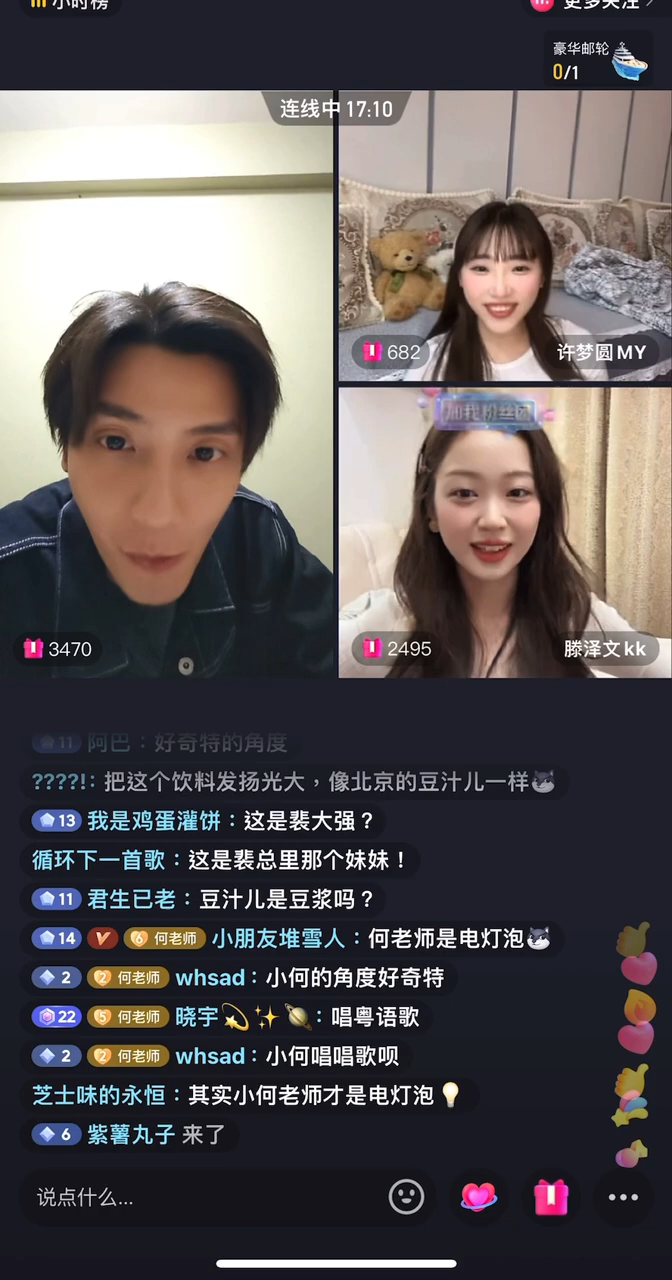 小时榜
更多关注
豪华邮轮
0/1
连线中 17:10
682
许梦圆MY
加我粉丝团
3470
2495
滕泽文kk
11 阿巴：好奇特的角度
????!：把这个饮料发扬光大，像北京的豆汁儿一样
13 我是鸡蛋灌饼：这是裴大强？
循环下一首歌：这是裴总里那个妹妹！
11 君生已老：豆汁儿是豆浆吗？
14 V 6 何老师 小朋友堆雪人：何老师是电灯泡
2 2 何老师 whsad：小何的角度好奇特
22 5 何老师 晓宇💫✨🪐：唱粤语歌
2 2 何老师 whsad：小何唱唱歌呗
芝士味的永恒：其实小何老师才是电灯泡💡
6 紫薯丸子 来了
说点什么...